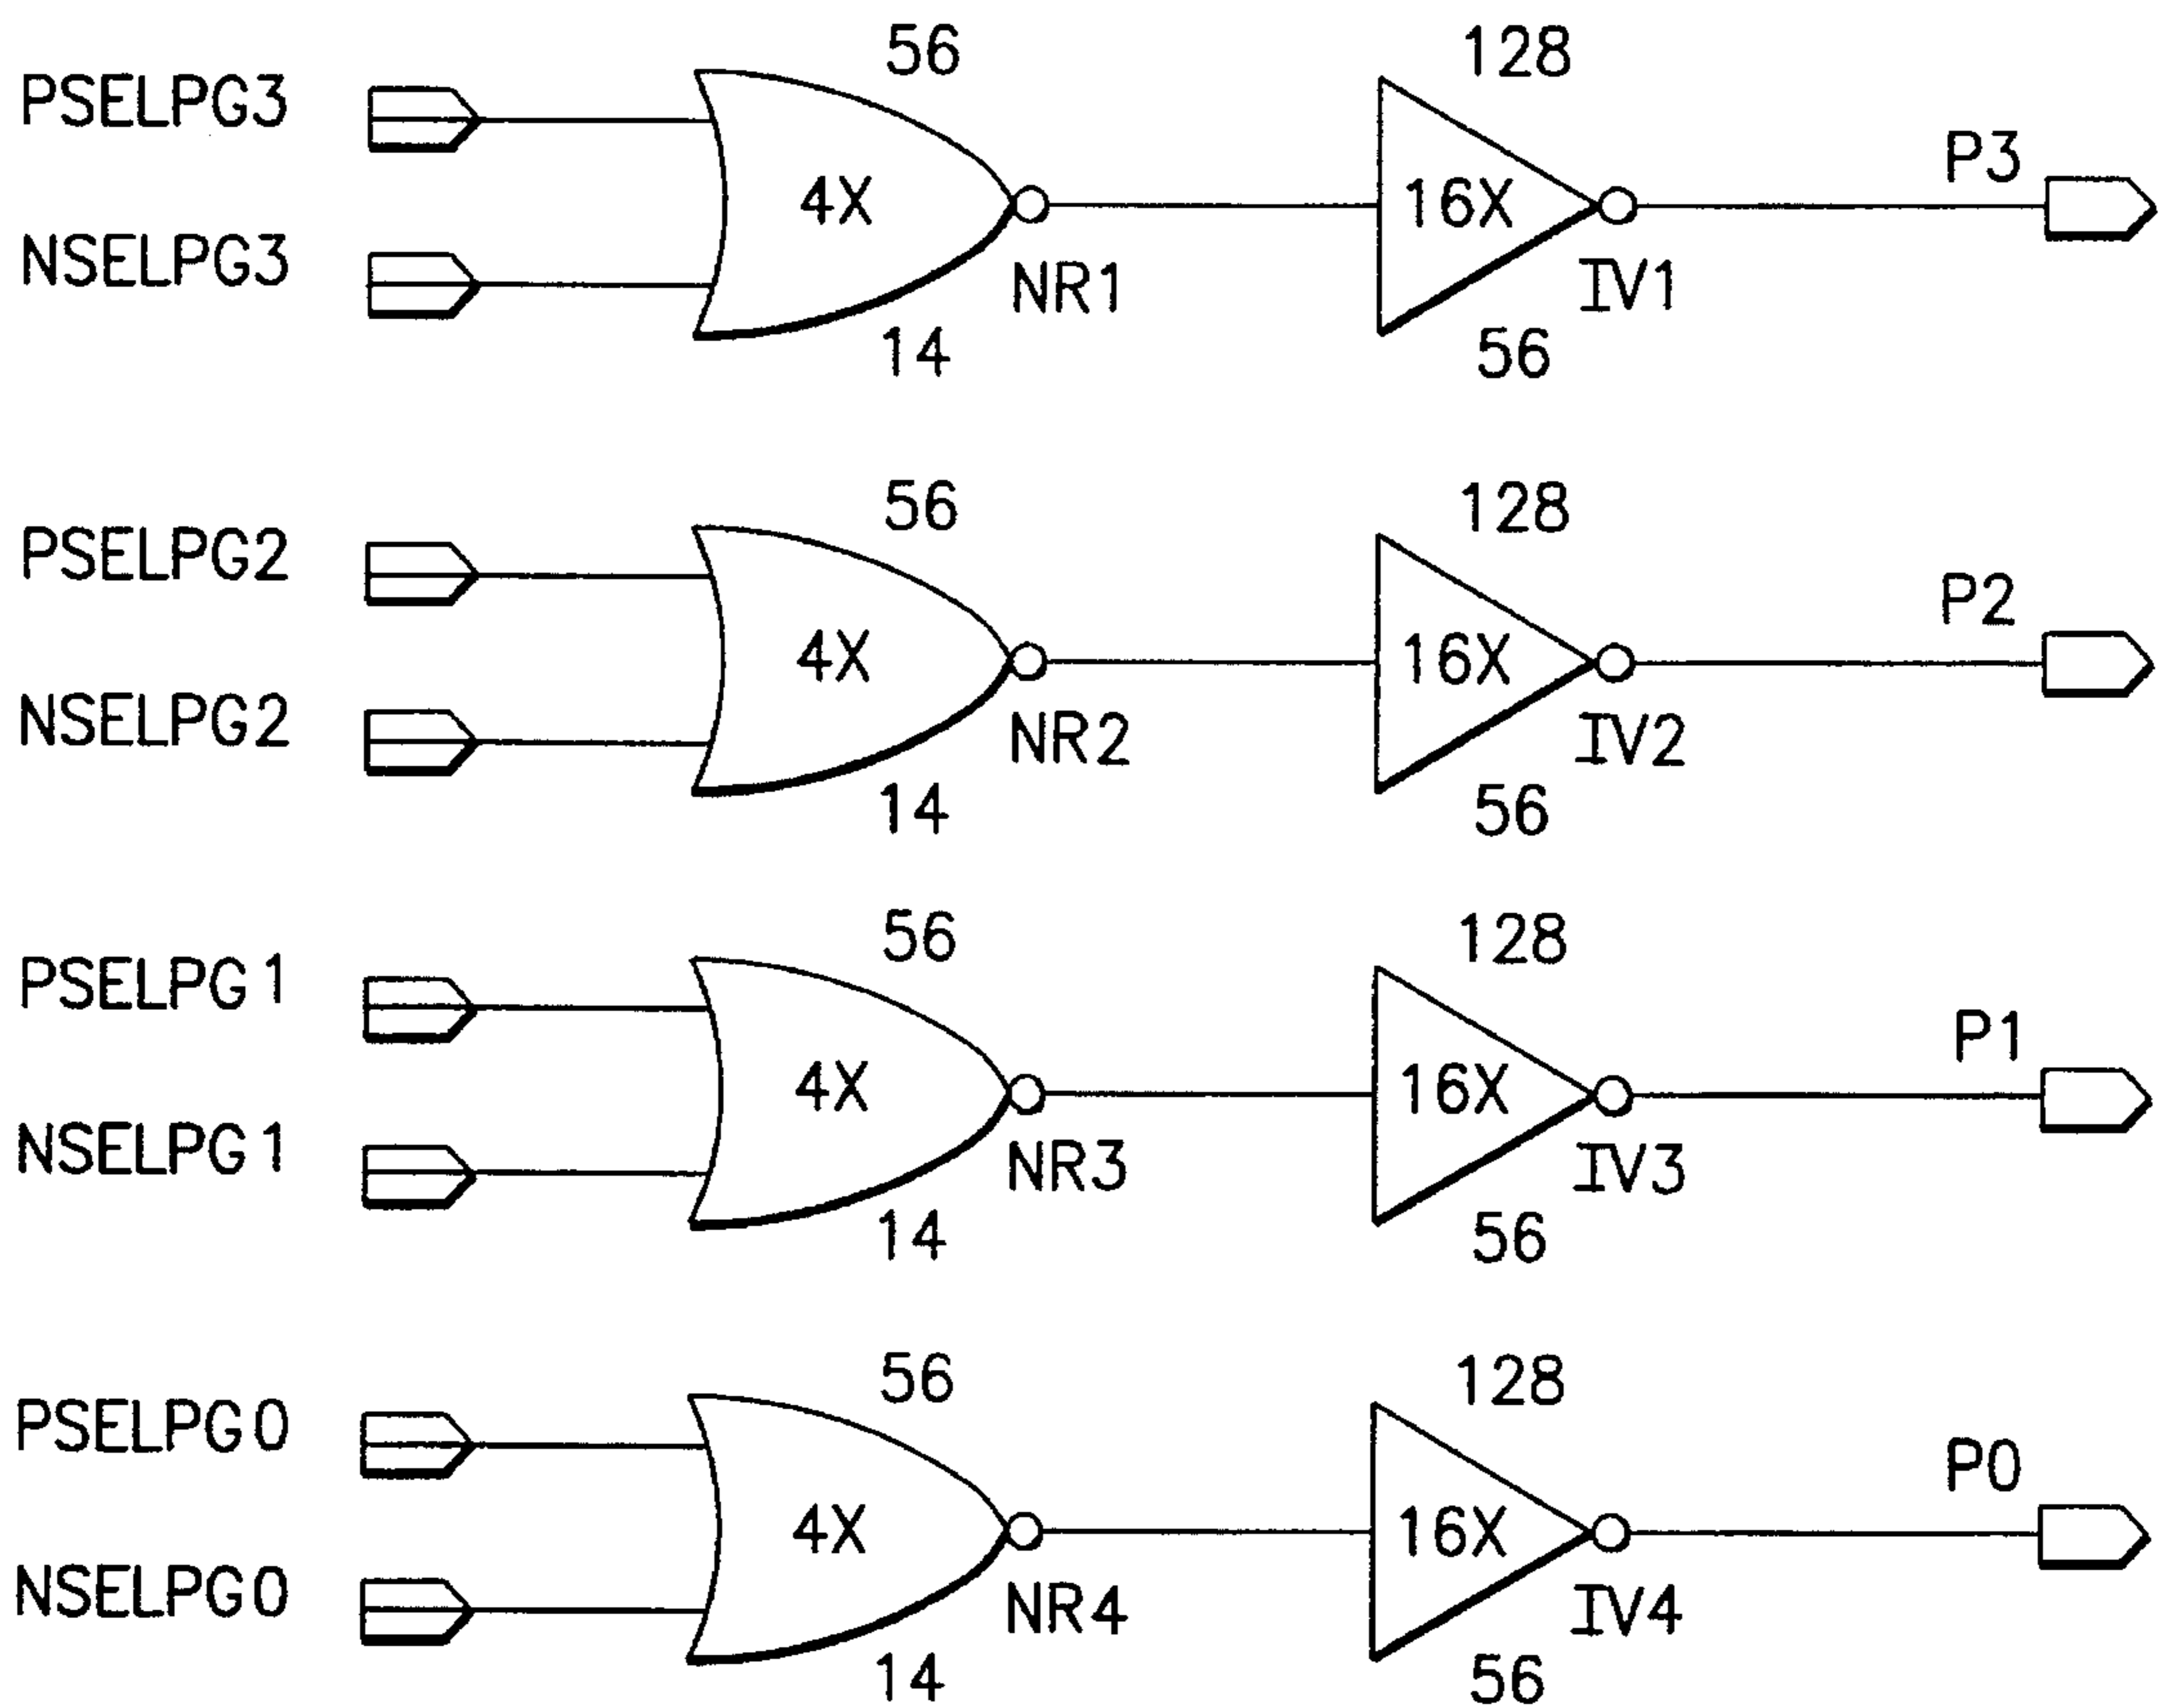 56 128
PSELPG3 P3
4X 16X
NSELPG3 NR1 IV1
14 56
56 128
PSELPG2 P2
4X 16X
NSELPG2 NR2 IV2
14 56
56 128
PSELPG1 P1
4X 16X
NSELPG1 NR3 IV3
14 56
56 128
PSELPG0 P0
4X 16X
NSELPG0 NR4 IV4
14 56